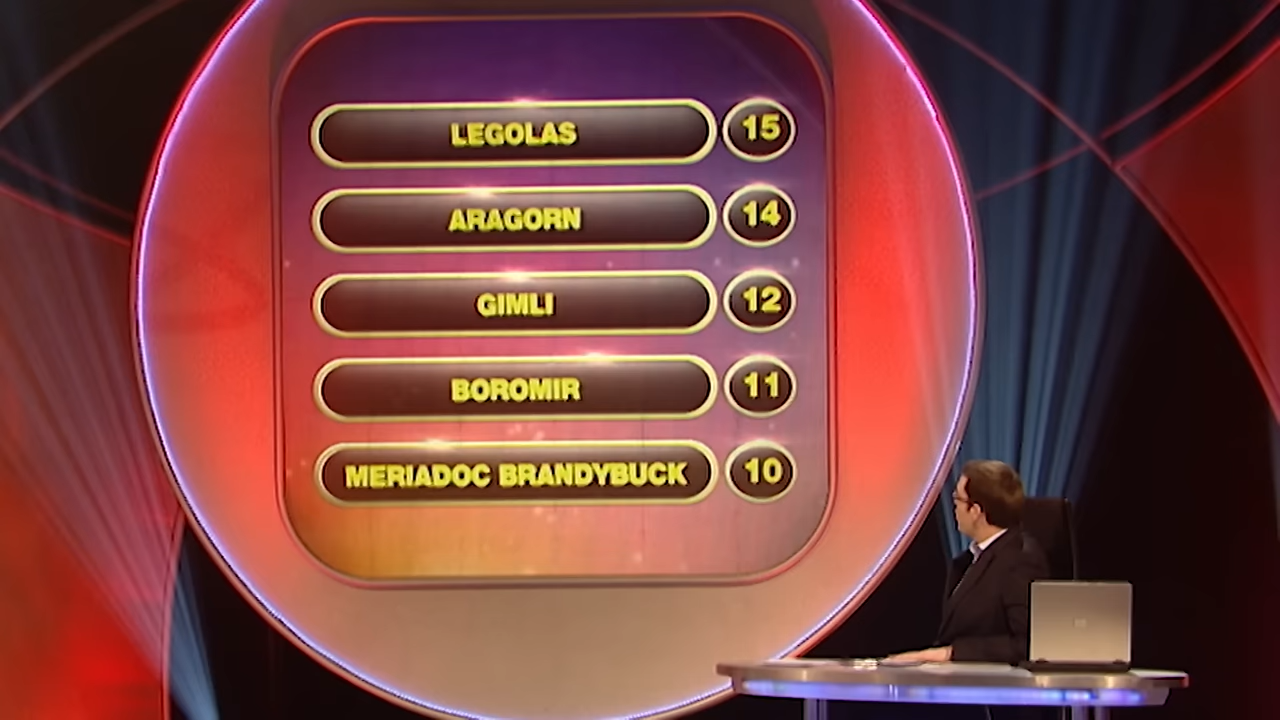 LEGOLAS 15
ARAGORN 14
GIMLI 12
BOROMIR 11
MERIADOC BRANDYBUCK 10